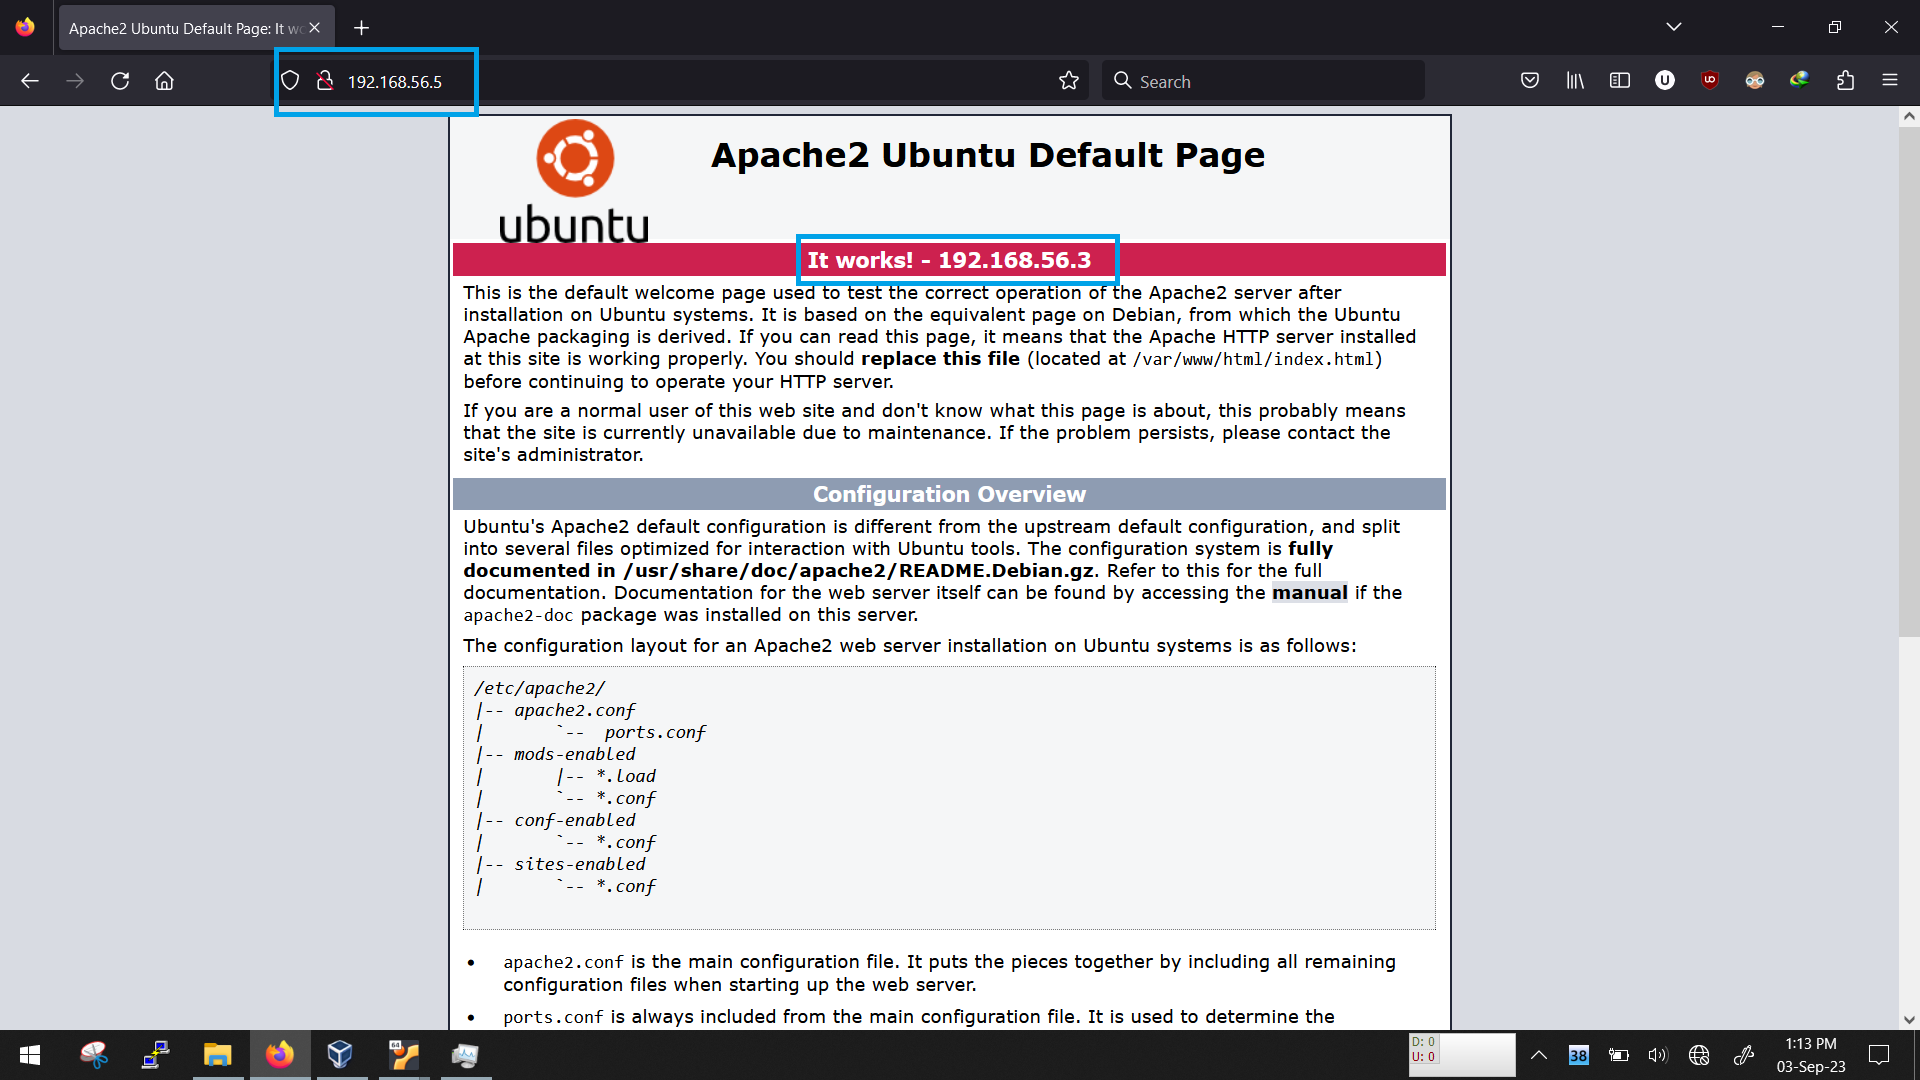 Apache2 Ubuntu Default Page: It wo
192.168.56.5
Search
ubuntu
Apache2 Ubuntu Default Page
It works! - 192.168.56.3
This is the default welcome page used to test the correct operation of the Apache2 server after
installation on Ubuntu systems. It is based on the equivalent page on Debian, from which the Ubuntu
Apache packaging is derived. If you can read this page, it means that the Apache HTTP server installed
at this site is working properly. You should replace this file (located at /var/www/html/index.html)
before continuing to operate your HTTP server.
If you are a normal user of this web site and don't know what this page is about, this probably means
that the site is currently unavailable due to maintenance. If the problem persists, please contact the
site's administrator.
Configuration Overview
Ubuntu's Apache2 default configuration is different from the upstream default configuration, and split
into several files optimized for interaction with Ubuntu tools. The configuration system is fully
documented in /usr/share/doc/apache2/README.Debian.gz. Refer to this for the full
documentation. Documentation for the web server itself can be found by accessing the manual if the
apache2-doc package was installed on this server.
The configuration layout for an Apache2 web server installation on Ubuntu systems is as follows:
/etc/apache2/
|-- apache2.conf
|       `--  ports.conf
|-- mods-enabled
|       |-- *.load
|       `-- *.conf
|-- conf-enabled
|       `-- *.conf
|-- sites-enabled
|       `-- *.conf
• apache2.conf is the main configuration file. It puts the pieces together by including all remaining
configuration files when starting up the web server.
• ports.conf is always included from the main configuration file. It is used to determine the
64
D: 0
U: 0
38
1:13 PM
03-Sep-23